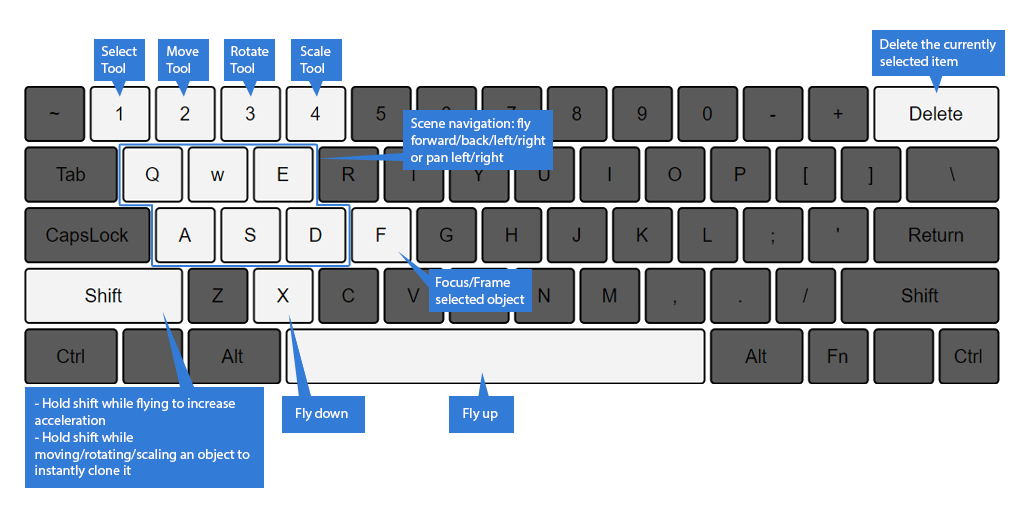 Select
Tool
Move
Tool
Rotate
Tool
Scale
Tool
Delete the currently
selected item
~ 1 2 3 4 5 7 8 9 0 - + Delete
Scene navigation: fly
forward/back/left/right
or pan left/right
Tab Q w E R Y U I O P [ ] \
CapsLock A S D F G H J K L ; ' Return
Focus/Frame
selected object
Shift Z X C V N M , . / Shift
Ctrl Alt Alt Fn Ctrl
- Hold shift while flying to increase
acceleration
- Hold shift while
moving/rotating/scaling an object to
instantly clone it
Fly down
Fly up